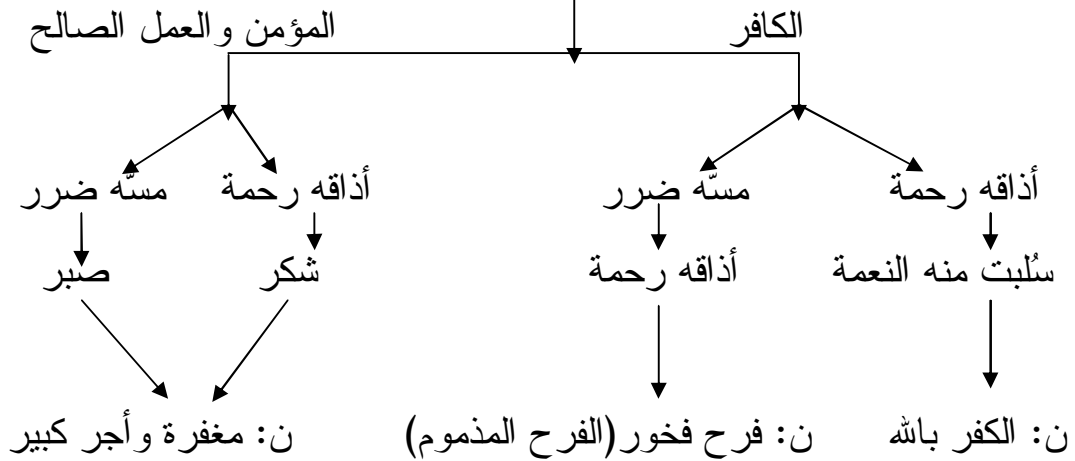 الكافر
المؤمن والعمل الصالح
أذاقه رحمة
مسّه ضرر
أذاقه رحمة
مسّه ضرر
سُلبت منه النعمة
أذاقه رحمة
شكر
صبر
ن: الكفر بالله
ن: فرح فخور(الفرح المذموم)
ن: مغفرة وأجر كبير